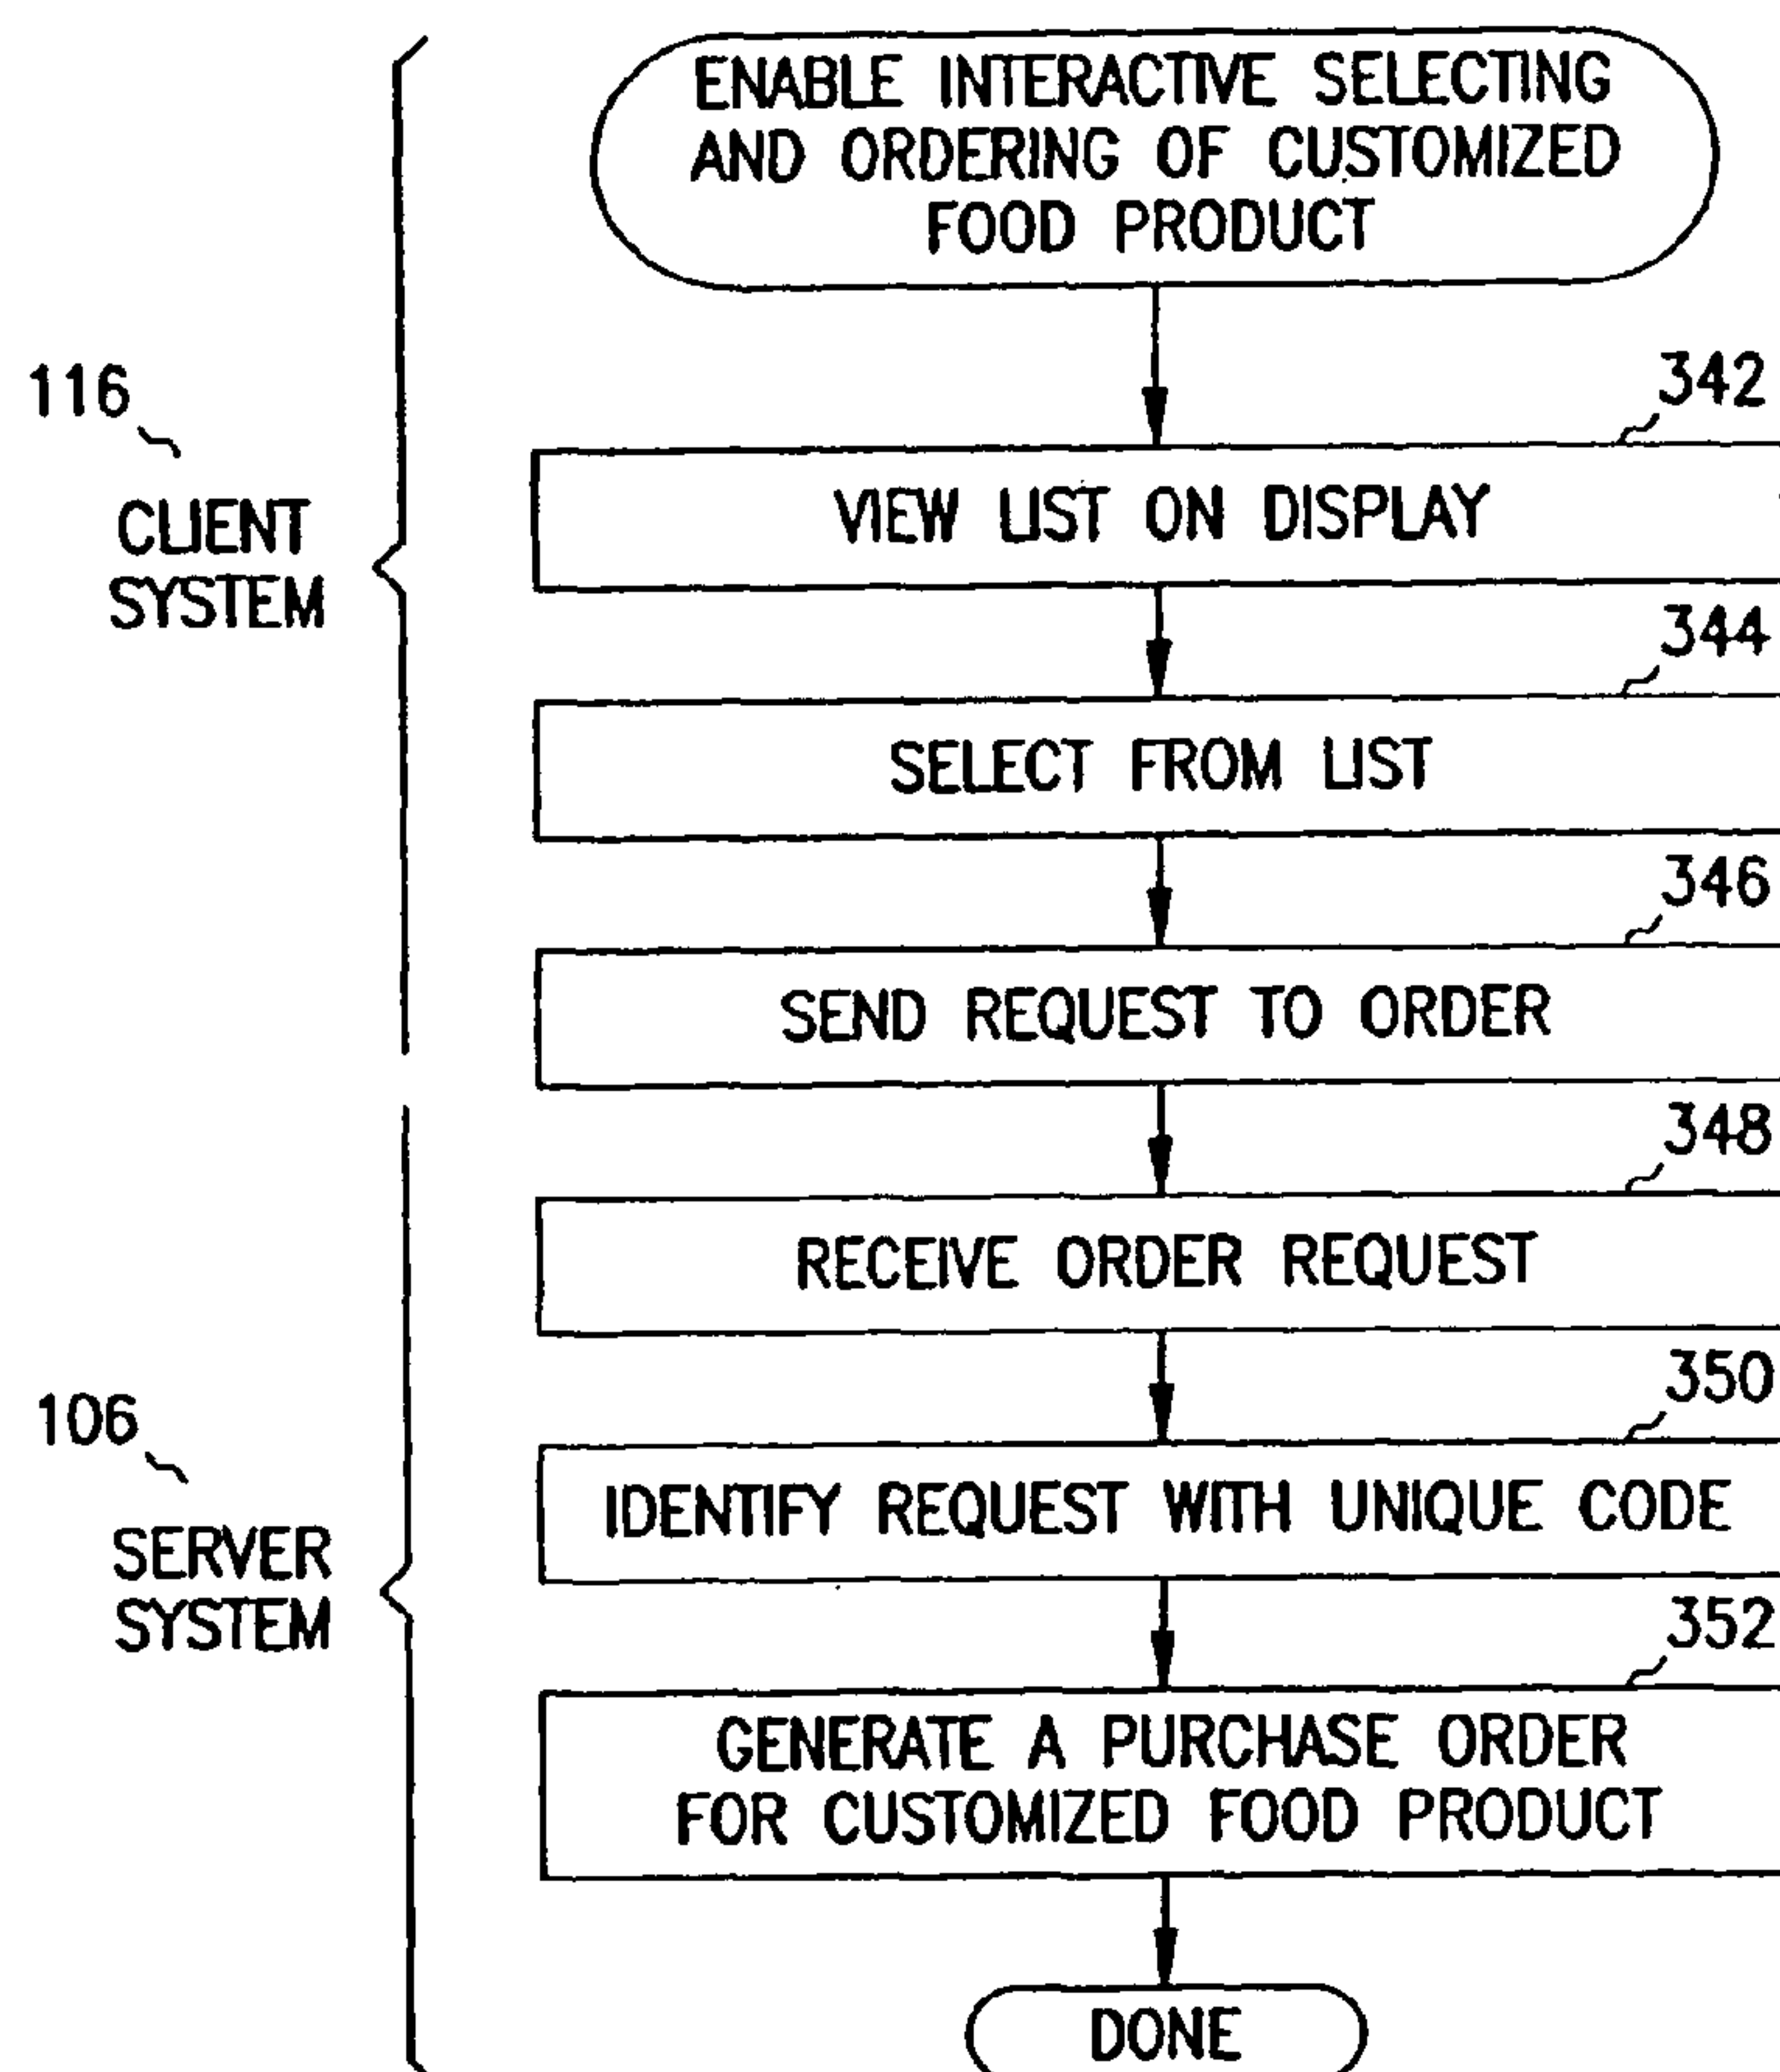 ENABLE INTERACTIVE SELECTING
AND ORDERING OF CUSTOMIZED
FOOD PRODUCT
116
CLIENT
SYSTEM
342
VIEW LIST ON DISPLAY
344
SELECT FROM LIST
346
SEND REQUEST TO ORDER
348
RECEIVE ORDER REQUEST
106
SERVER
SYSTEM
350
IDENTIFY REQUEST WITH UNIQUE CODE
352
GENERATE A PURCHASE ORDER
FOR CUSTOMIZED FOOD PRODUCT
DONE